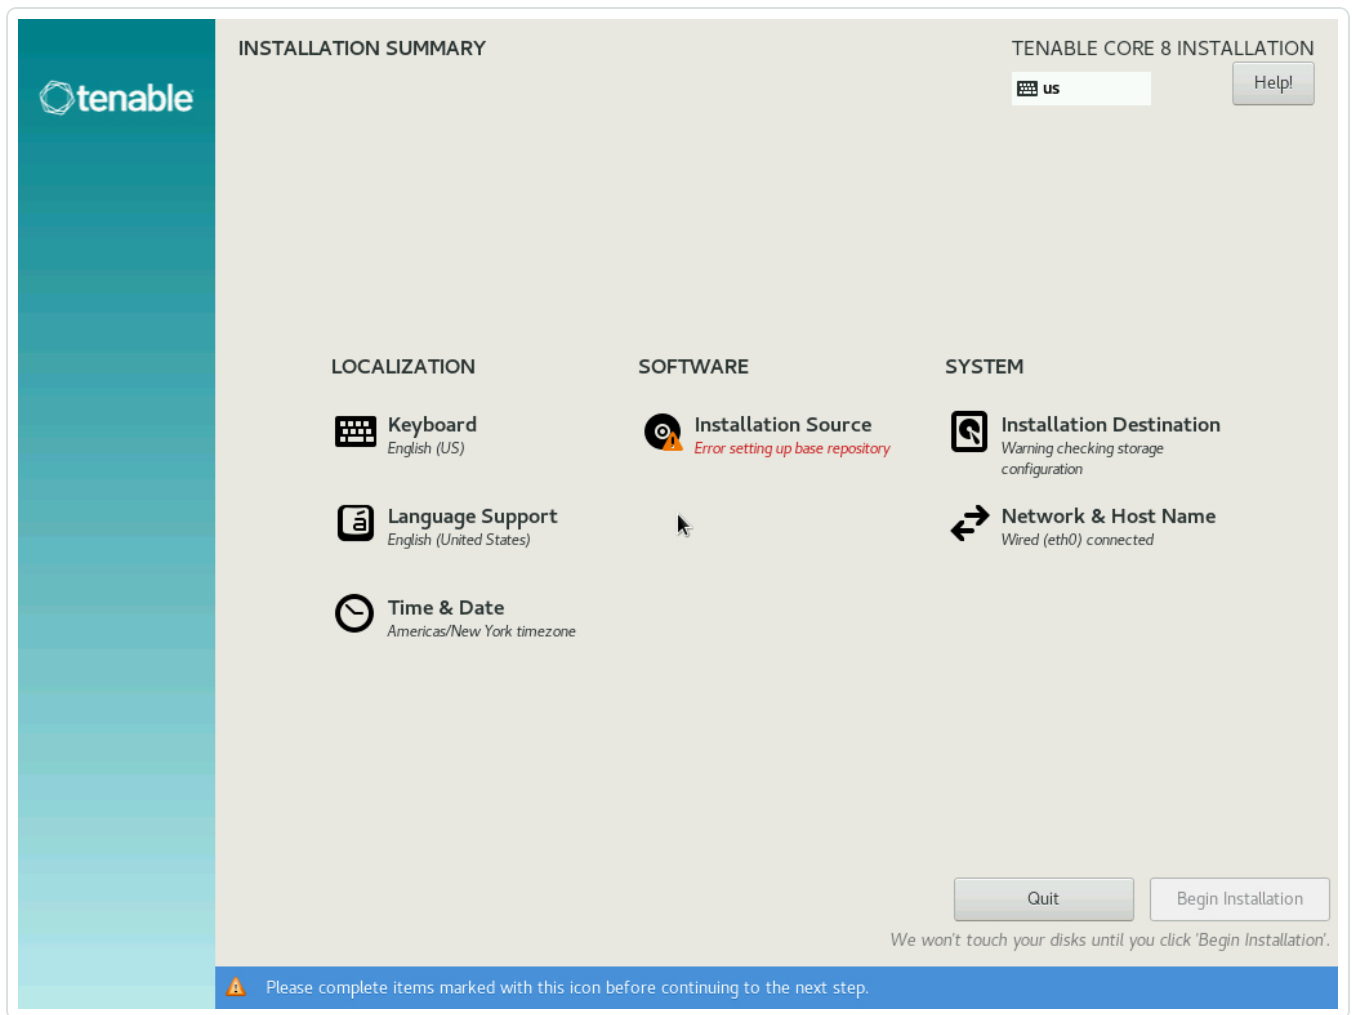 tenable
INSTALLATION SUMMARY
TENABLE CORE 8 INSTALLATION
us
Help!
LOCALIZATION
Keyboard
English (US)
Language Support
English (United States)
Time & Date
Americas/New York timezone
SOFTWARE
Installation Source
Error setting up base repository
SYSTEM
Installation Destination
Warning checking storage
configuration
Network & Host Name
Wired (eth0) connected
Quit
Begin Installation
We won't touch your disks until you click 'Begin Installation'.
Please complete items marked with this icon before continuing to the next step.